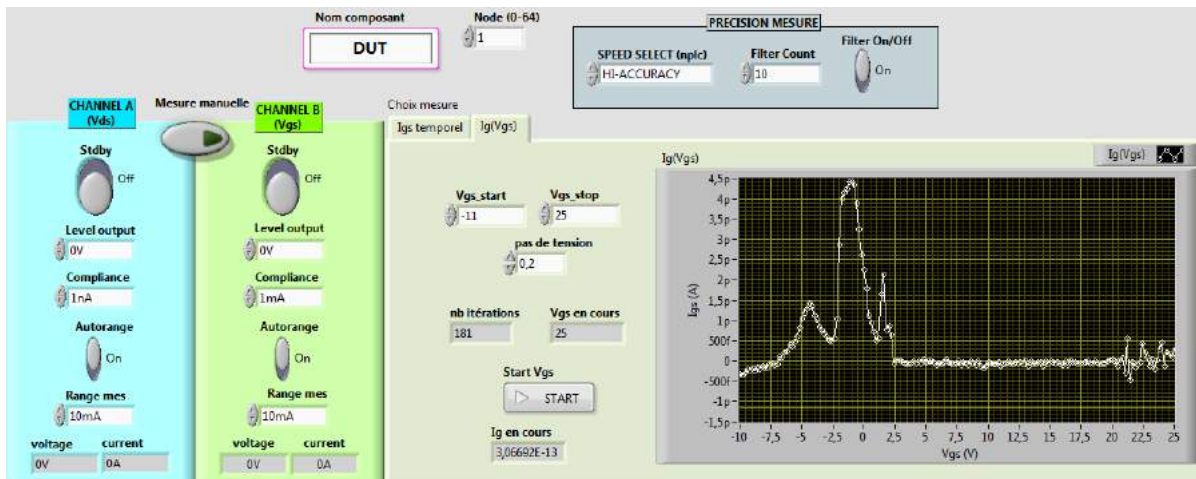 Nom composant
DUT
Node (0-64)
1
PRECISION MESURE
SPEED SELECT (nplc)
HI-ACCURACY
Filter Count
10
Filter On/Off
On
CHANNEL A
(Vds)
Stdby
Off
Level output
0V
Compliance
1nA
Autorange
On
Range mes
10mA
voltage current
0V 0A
Mesure manuelle
CHANNEL B
(Vgs)
Stdby
Off
Level output
0V
Compliance
1mA
Autorange
On
Range mes
10mA
voltage current
0V 0A
Choix mesure
Igs temporel Ig(Vgs)
Vgs_start Vgs_stop
-11 25
pas de tension
0,2
nb itérations Vgs en cours
181 25
Start Vgs
START
Ig en cours
3,06692E-13
Ig(Vgs)
Ig(Vgs)
4,5p
4p
3,5p
3p
2,5p
2p
1,5p
1p
500f
0
-500f
-1p
-1,5p
Igs (A)
-10 -7,5 -5 -2,5 0 2,5 5 7,5 10 12,5 15 17,5 20 22,5 25
Vgs (V)